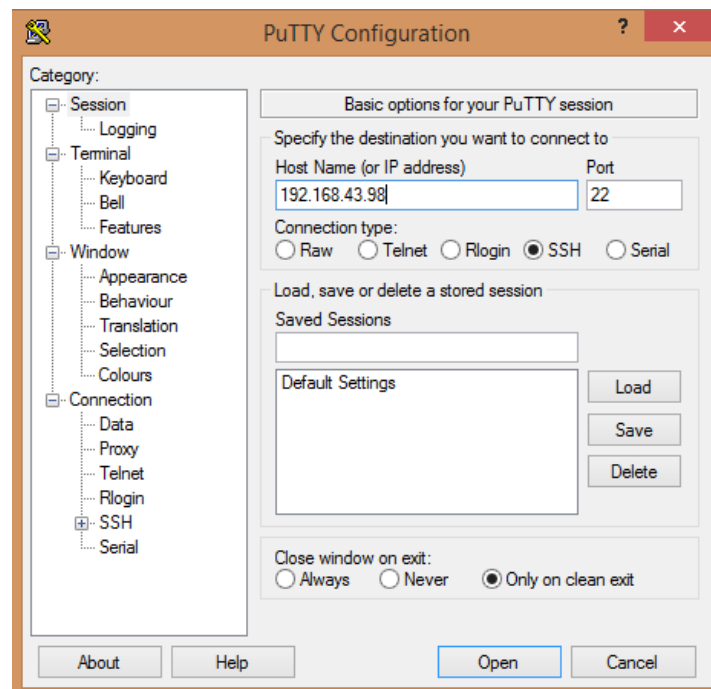 PuTTY Configuration
?
×
Category:
Session
Logging
Terminal
Keyboard
Bell
Features
Window
Appearance
Behaviour
Translation
Selection
Colours
Connection
Data
Proxy
Telnet
Rlogin
SSH
Serial
Basic options for your PuTTY session
Specify the destination you want to connect to
Host Name (or IP address) Port
192.168.43.98 22
Connection type:
Raw Telnet Rlogin SSH Serial
Load, save or delete a stored session
Saved Sessions
Default Settings
Load
Save
Delete
Close window on exit:
Always Never Only on clean exit
About Help Open Cancel